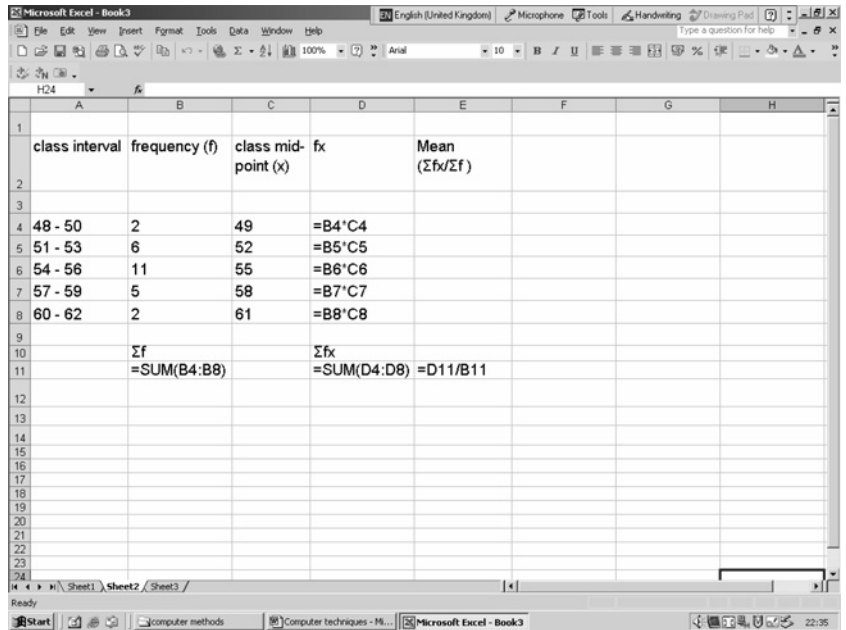 Microsoft Excel - Book3
EN English (United Kingdom) Microphone Tools Handwriting Drawing Pad
File Edit View Insert Format Tools Data Window Help Type a question for help
100% Arial 10 B I U
H24 fx
A B C D E F G H
1
2 class interval frequency (f) class mid-point (x) fx Mean (Σfx/Σf )
3
4 48 - 50 2 49 =B4*C4
5 51 - 53 6 52 =B5*C5
6 54 - 56 11 55 =B6*C6
7 57 - 59 5 58 =B7*C7
8 60 - 62 2 61 =B8*C8
9
10 Σf Σfx
11 =SUM(B4:B8) =SUM(D4:D8) =D11/B11
12
13
14
15
16
17
18
19
20
21
22
23
24
Sheet1 Sheet2 Sheet3
Ready
Start computer methods Computer techniques - Mi... Microsoft Excel - Book3 22:35